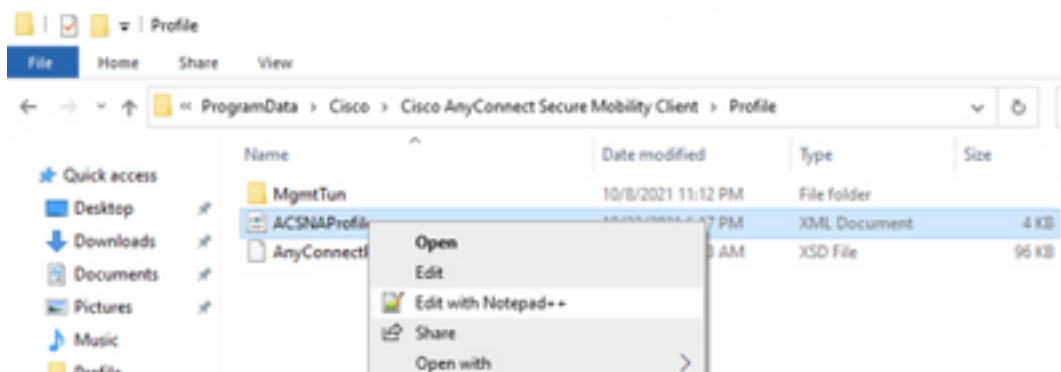 Profile
File Home Share View
« ProgramData > Cisco > Cisco AnyConnect Secure Mobility Client > Profile
Name Date modified Type Size
Quick access
Desktop
Downloads
Documents
Pictures
Music
MgmtTun 10/8/2021 11:12 PM File folder
ACSNAProfile 7 PM XML Document 4 KB
AM XSD File 96 KB
Open
Edit
Edit with Notepad++
Share
Open with